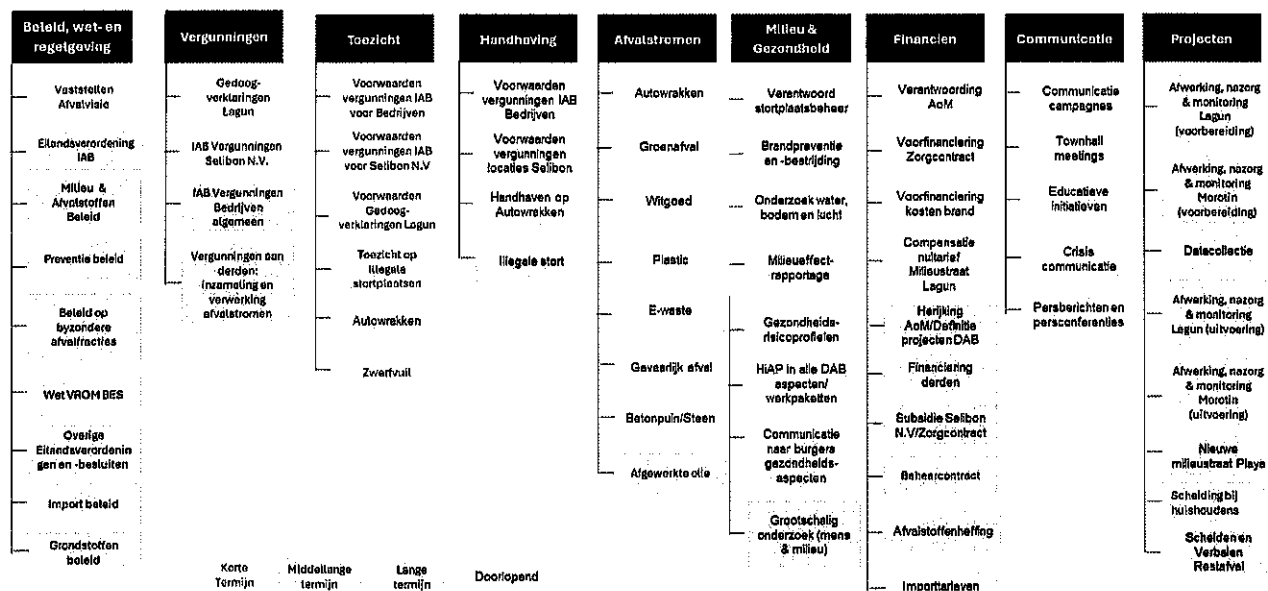 Beleid, wet- en
regelgeving
Vaststellen
Afvalvisie
Eilandsverordening
IAB
Milieu &
Afvalstoffen
Beleid
Preventie beleid
Beleid op
byzondere
afvalfracties
Wet VROM BES
Overige
Eilandsverordenin
gen en -besluiten
Import beleid
Grondstoffen
beleid
Vergunningen
Gedoog-
verklaringen
Lagun
IAB Vergunningen
Selibon N.V.
IAB Vergunningen
Bedrijven
algemeen
Vergunningen aan
derden:
Inzameling en
verwerking
afvalstromen
Toezicht
Voorwaarden
vergunningen IAB
voor Bedrijven
Voorwaarden
vergunningen IAB
voor Selibon N.V
Voorwaarden
Gedoog-
verklaringen Lagun
Toezicht op
Illegale
stortplaatsen
Autowrakken
Zwerfvuil
Handhaving
Voorwaarden
vergunningen IAB
Bedrijven
Voorwaarden
vergunningen
locaties Selibon
Handhaven op
Autowrakken
Illegale stort
Afvalstromen
Autowrakken
Groenafval
Witgoed
Plastic
E-waste
Gevaarlijk afval
Betonpuin/Steen
Afgewerkte olie
Milieu &
Gezondheid
Verantwoord
stortplaatsbeheer
Brandpreventie
en -bestrijding
Onderzoek water,
bodem en lucht
Milieueffect-
rapportage
Gezondheids-
risicoprofielen
HiAP in alle DAB
aspecten/
werkpaketten
Communicatie
naar burgers
gezondheids-
aspecten
Grootschalig
onderzoek (mens
& milieu)
Financien
Verantwoording
AoM
Voorfinanciering
Zorgcontract
Voorfinanciering
kosten brand
Compensatie
nultarief
Milieustraat
Lagun
Herijking
AoM/Definitie
projecten DAB
Financiering
derden
Subsidie Selibon
N.V/Zorgcontract
Beheercontract
Afvalstoffenheffing
Importtarieven
Communicatie
Communicatie
campagnes
Townhall
meetings
Educatieve
initiatieven
Crisis
communicatie
Persberichten en
persconferenties
Projecten
Afwerking, nazorg
& monitoring
Lagun
(voorbereiding)
Afwerking, nazorg
& monitoring
Morotin
(voorbereiding)
Datacollectie
Afwerking, nazorg
& monitoring
Lagun (uitvoering)
Afwerking, nazorg
& monitoring
Morotin
(uitvoering)
Nieuwe
milieustraat Playa
Scheiding bij
huishoudens
Scheiden en
Verbalen
Restafval
Korte
Termijn
Middellange
termijn
Lange
termijn
Doorlopend